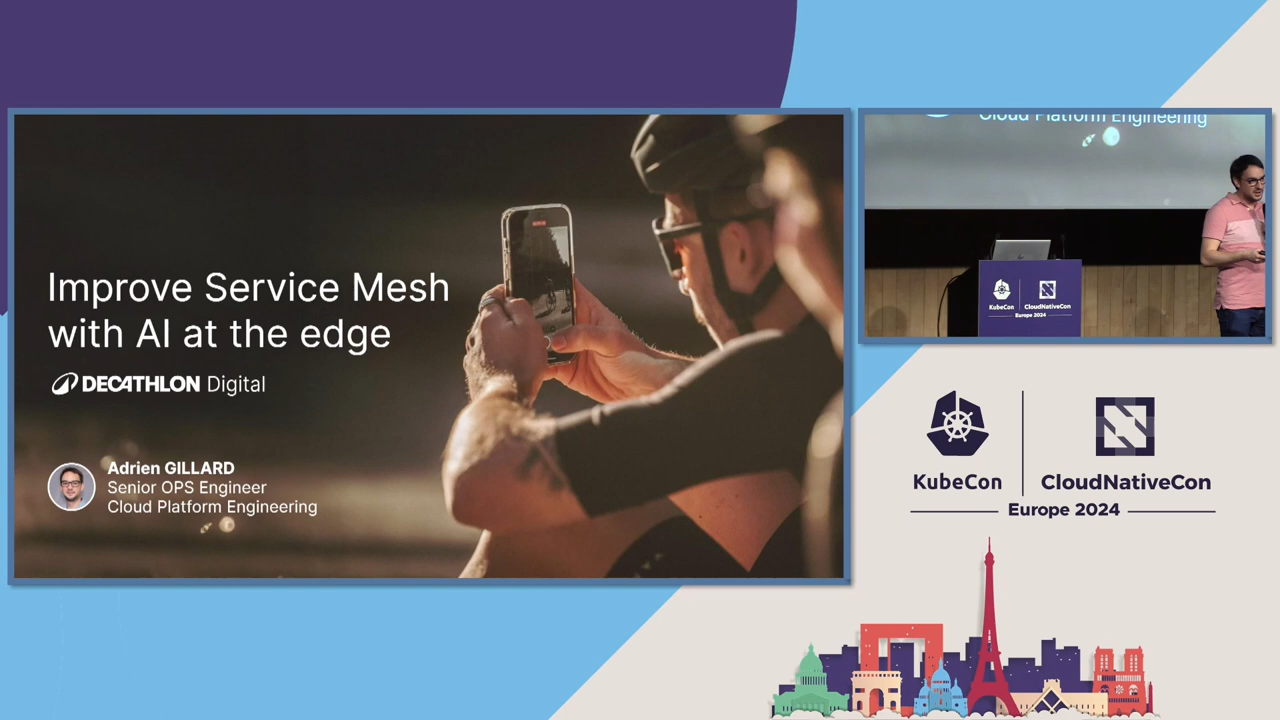 Improve Service Mesh
with AI at the edge
DECATHLON Digital
Adrien GILLARD
Senior OPS Engineer
Cloud Platform Engineering
Cloud Platform Engineering
KubeCon
CloudNativeCon
Europe 2024
KubeCon
CloudNativeCon
Europe 2024